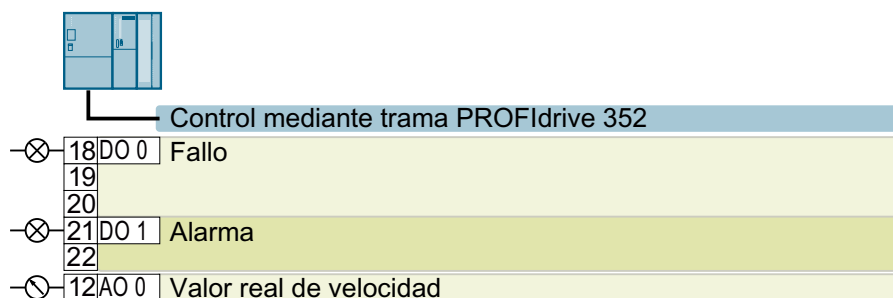 Control mediante trama PROFIdrive 352
18 DO 0 Fallo
19
20
21 DO 1 Alarma
22
12 AO 0 Valor real de velocidad